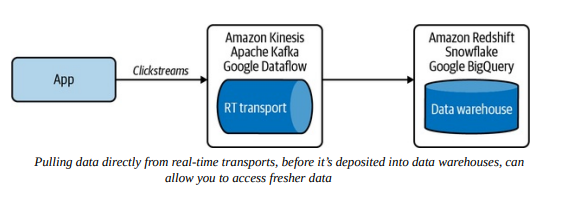 App
Clickstreams
Amazon Kinesis
Apache Kafka
Google Dataflow
RT transport
Amazon Redshift
Snowflake
Google BigQuery
Data warehouse
Pulling data directly from real-time transports, before it’s deposited into data warehouses, can
allow you to access fresher data